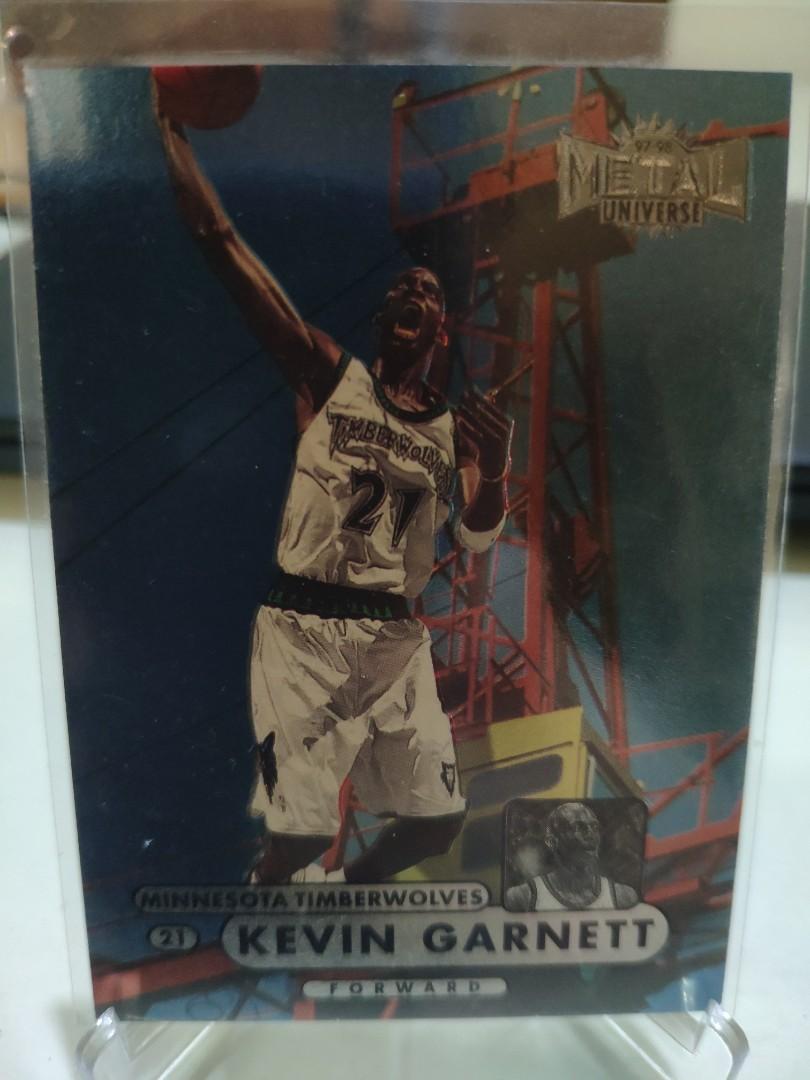 97-98
METAL
UNIVERSE
TIMBERWOLVES
21
MINNESOTA TIMBERWOLVES
21
KEVIN GARNETT
FORWARD